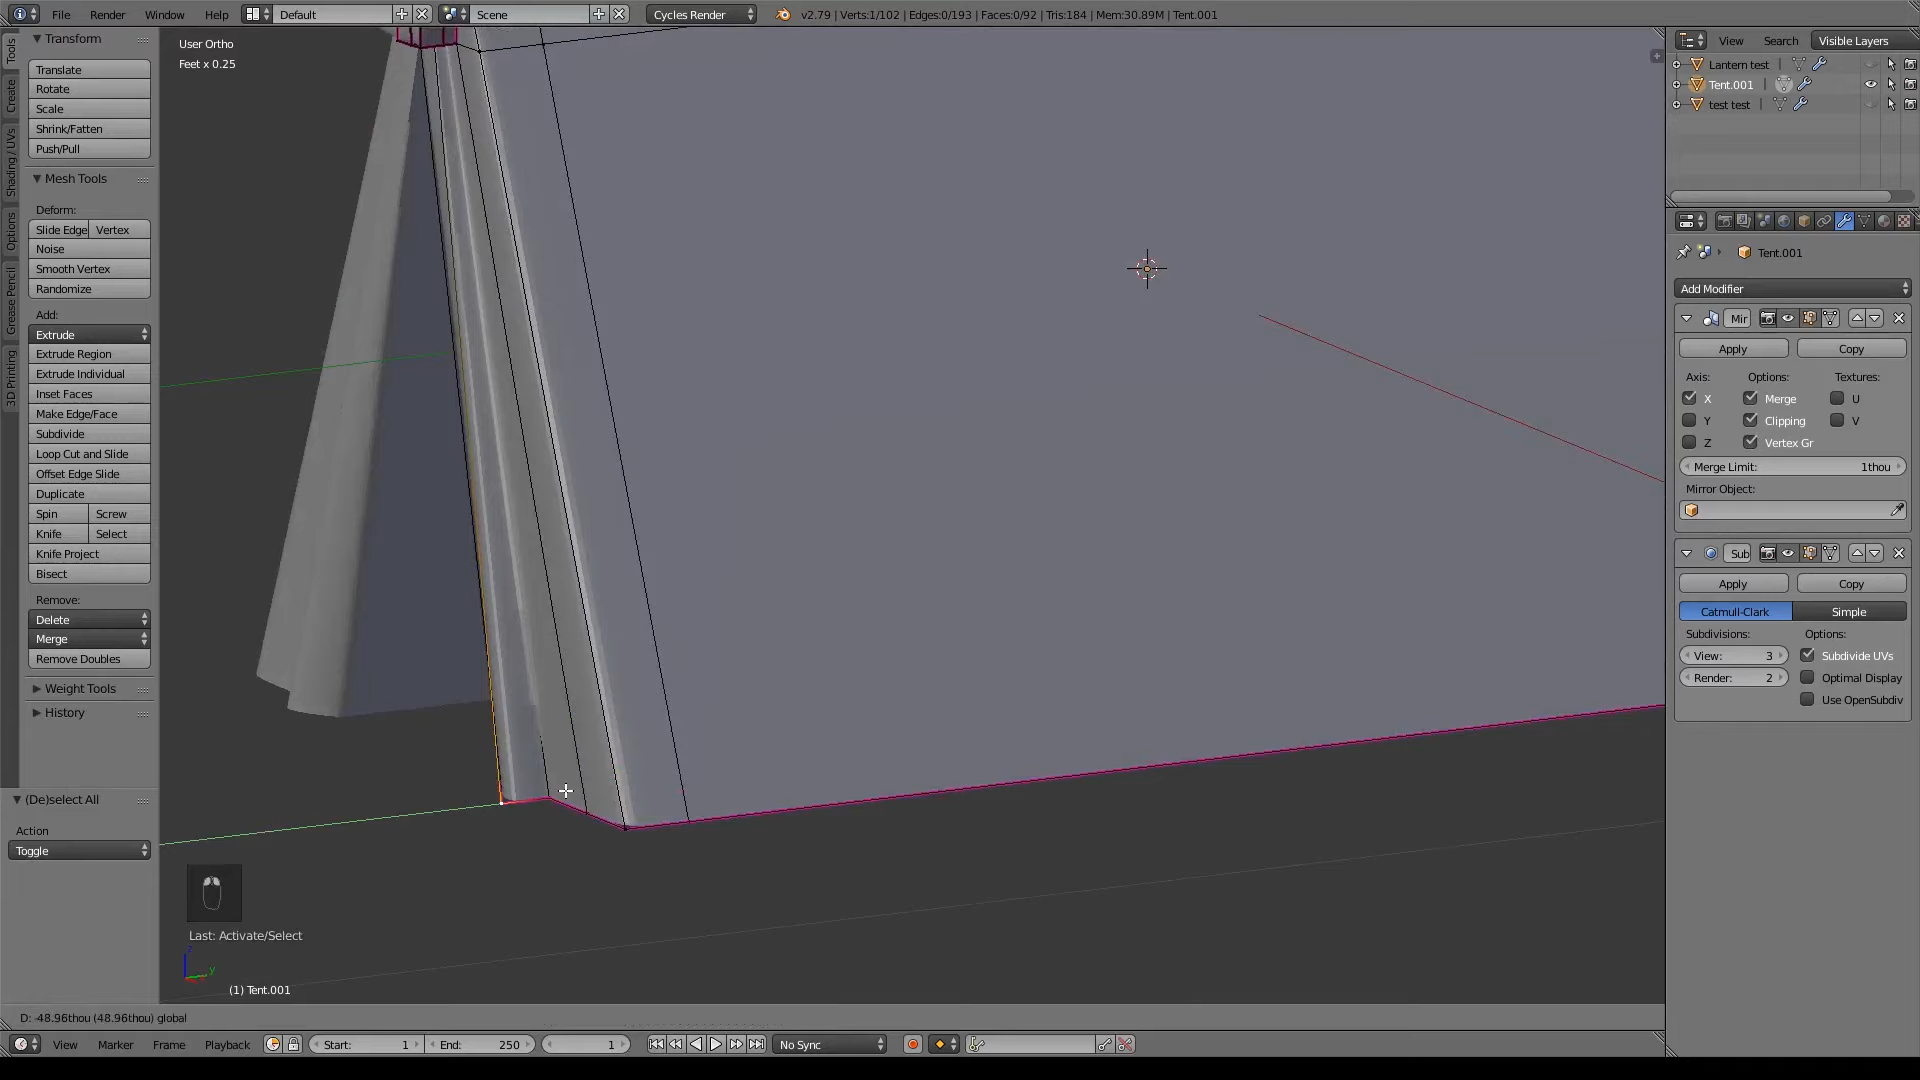 File Render Window Help Default Scene Cycles Render v2.79 | Verts:1/102 | Edges:0/193 | Faces:0/92 | Tris:184 | Mem:30.89M | Tent.001
Tools
Create
Shading / UVs
Options
Grease Pencil
3D Printing
Transform
Translate
Rotate
Scale
Shrink/Fatten
Push/Pull
Mesh Tools
Deform:
Slide Edge Vertex
Noise
Smooth Vertex
Randomize
Add:
Extrude
Extrude Region
Extrude Individual
Inset Faces
Make Edge/Face
Subdivide
Loop Cut and Slide
Offset Edge Slide
Duplicate
Spin Screw
Knife Select
Knife Project
Bisect
Remove:
Delete
Merge
Remove Doubles
Weight Tools
History
(De)select All
Action
Toggle
User Ortho
Feet x 0.25
Last: Activate/Select
z
y
(1) Tent.001
D: -48.96thou (48.96thou) global
View Marker Frame Playback Start: 1 End: 250 1 No Sync
View Search Visible Layers
Lantern test
Tent.001
test test
Tent.001
Add Modifier
Mir
Apply Copy
Axis: Options: Textures:
X Merge U
Y Clipping V
Z Vertex Gr
Merge Limit: 1thou
Mirror Object:
Sub
Apply Copy
Catmull-Clark Simple
Subdivisions: Options:
View: 3 Subdivide UVs
Render: 2 Optimal Display
Use OpenSubdiv